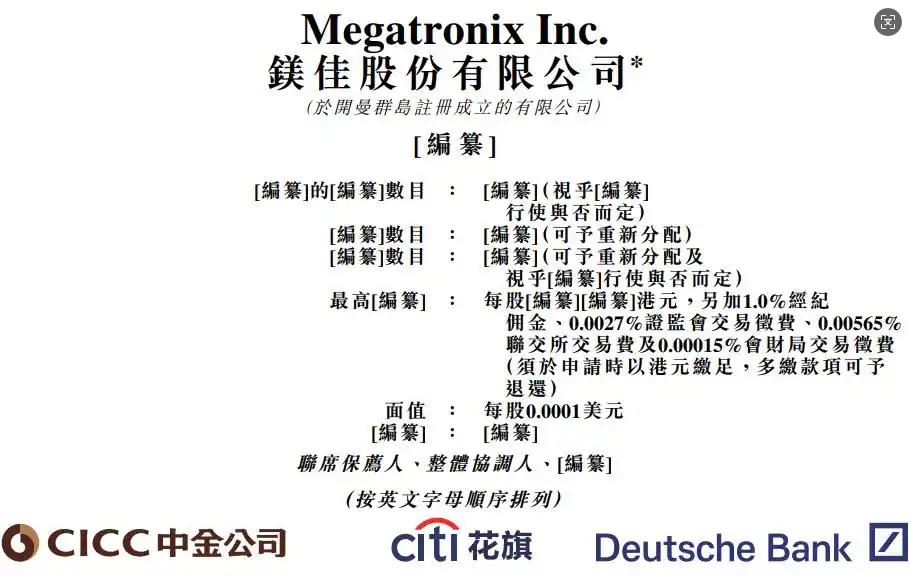 Megatronix Inc.
鎂佳股份有限公司*
(於開曼群島註冊成立的有限公司)
[編纂]
[編纂]的[編纂]數目 : [編纂](視乎[編纂]
行使與否而定)
[編纂]數目 : [編纂](可予重新分配)
[編纂]數目 : [編纂](可予重新分配及
視乎[編纂]行使與否而定)
最高[編纂] : 每股[編纂][編纂]港元，另加1.0%經紀
佣金、0.0027%證監會交易徵費、0.00565%
聯交所交易費及0.00015%會財局交易徵費
(須於申請時以港元繳足，多繳款項可予
退還)
面值 : 每股0.0001美元
[編纂] : [編纂]
聯席保薦人、整體協調人、[編纂]
(按英文字母順序排列)
CICC中金公司
citi 花旗
Deutsche Bank